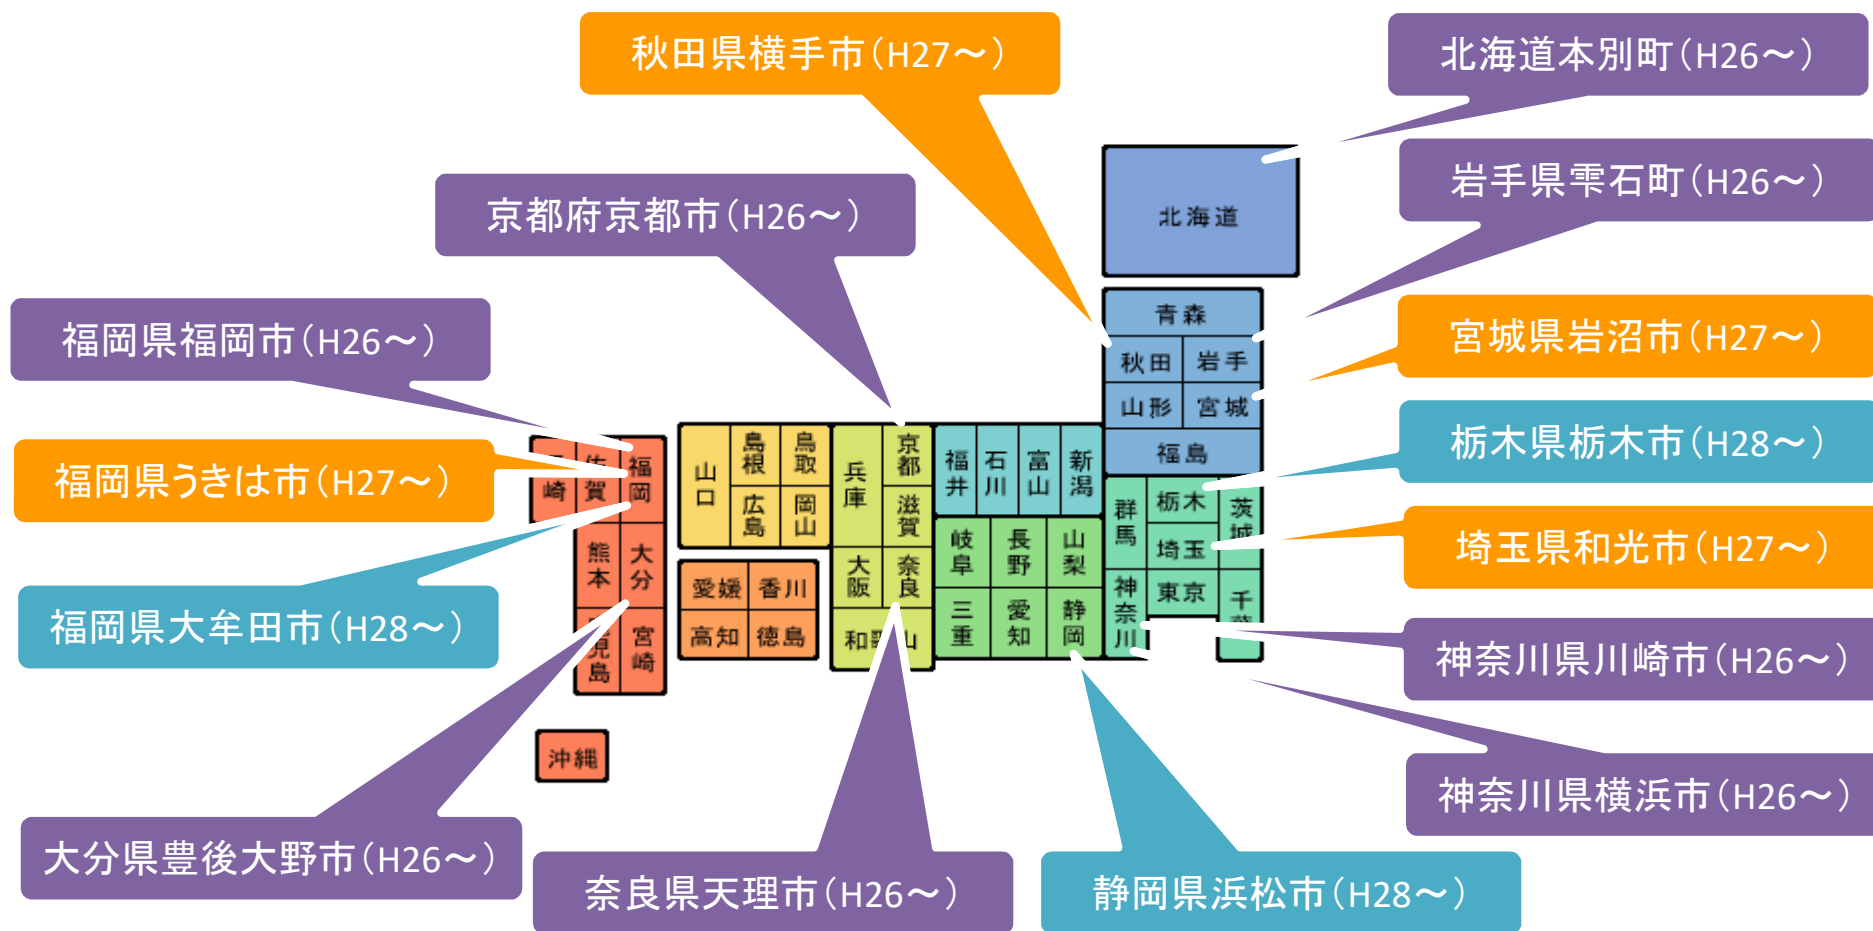 秋田県横手市(H27～)
北海道本別町(H26～)
岩手県雫石町(H26～)
京都府京都市(H26～)
福岡県福岡市(H26～)
宮城県岩沼市(H27～)
福岡県うきは市(H27～)
栃木県栃木市(H28～)
埼玉県和光市(H27～)
福岡県大牟田市(H28～)
神奈川県川崎市(H26～)
神奈川県横浜市(H26～)
大分県豊後大野市(H26～)
奈良県天理市(H26～)
静岡県浜松市(H28～)
北海道
青森
秋田
岩手
山形
宮城
福島
群馬
栃木
茨城
埼玉
神奈川
東京
千
福井
石川
富山
新潟
岐阜
長野
山梨
三重
愛知
静岡
兵庫
京都
滋賀
大阪
奈良
和
山
山口
島根
鳥取
広島
岡山
愛媛
香川
高知
徳島
福岡
賀
崎
熊本
大分
児島
宮崎
沖縄